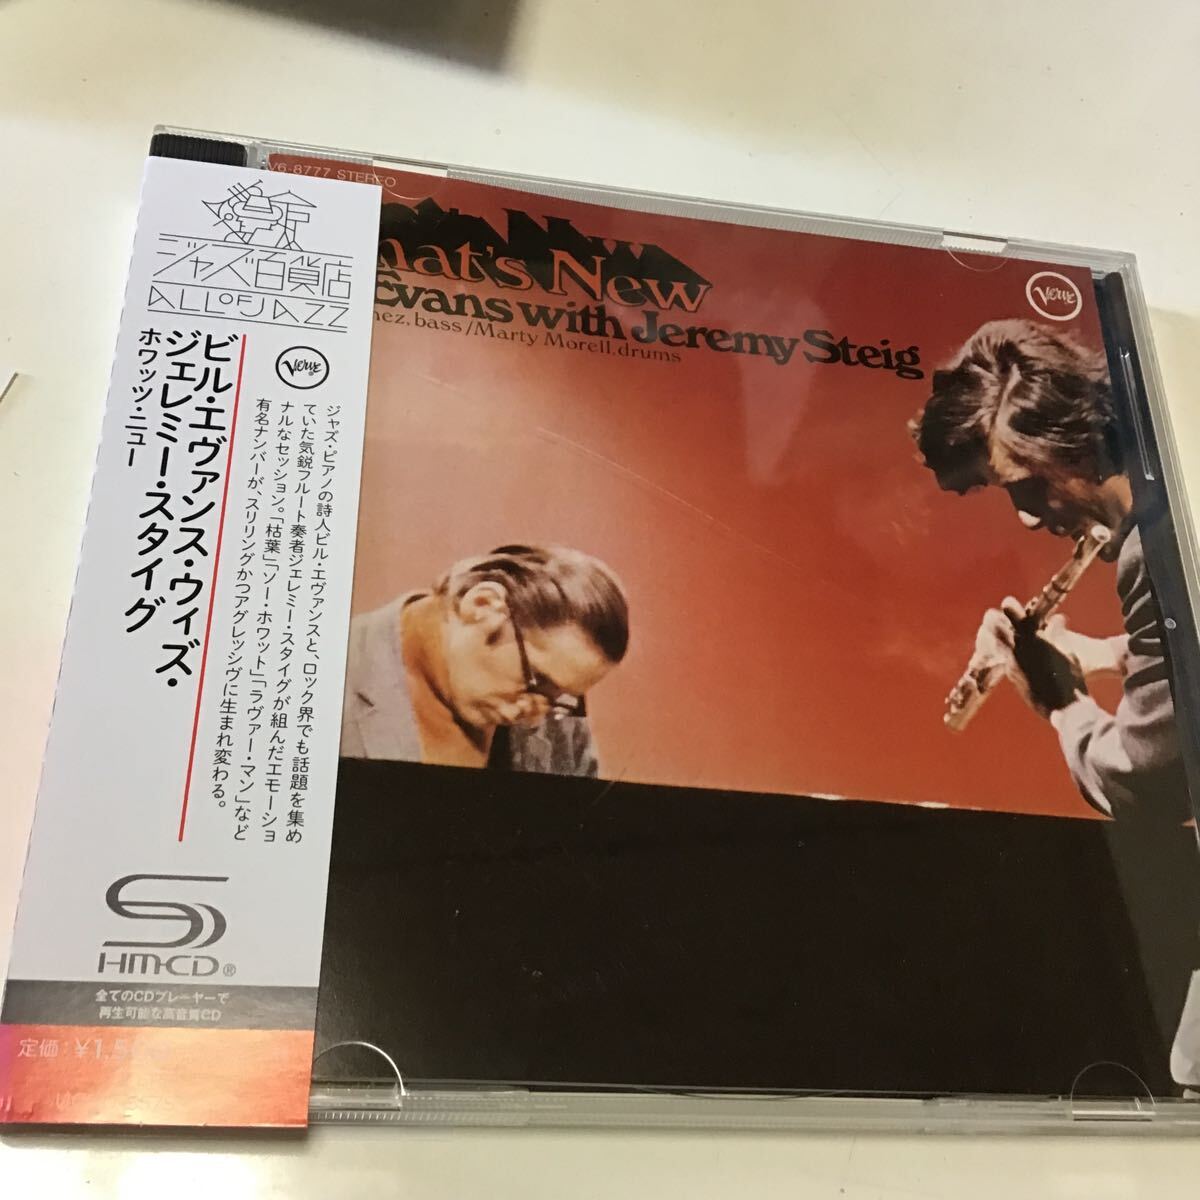 ジャズ百貨店
ALL OF JAZZ
ビル・エヴァンス・ウィズ・
ジェレミー・スタイグ
ホワッツ・ニュー
Verve
ジャズ・ピアノの詩人ビル・エヴァンスと、ロック界でも話題を集め
ていた気鋭フルート奏者ジェレミー・スタイグが組んだエモーショ
ナルなセッション。「枯葉」「ソー・ホワット」「ラヴァー・マン」など
有名ナンバーが、スリリングかつアグレッシヴに生まれ変わる。
SHM-CD®
全てのCDプレーヤーで
再生可能な高音質CD
定価:¥1,5
V6-8777 STEREO
hat's New
Evans with Jeremy Steig
nez, bass/Marty Morell, drums
Verve